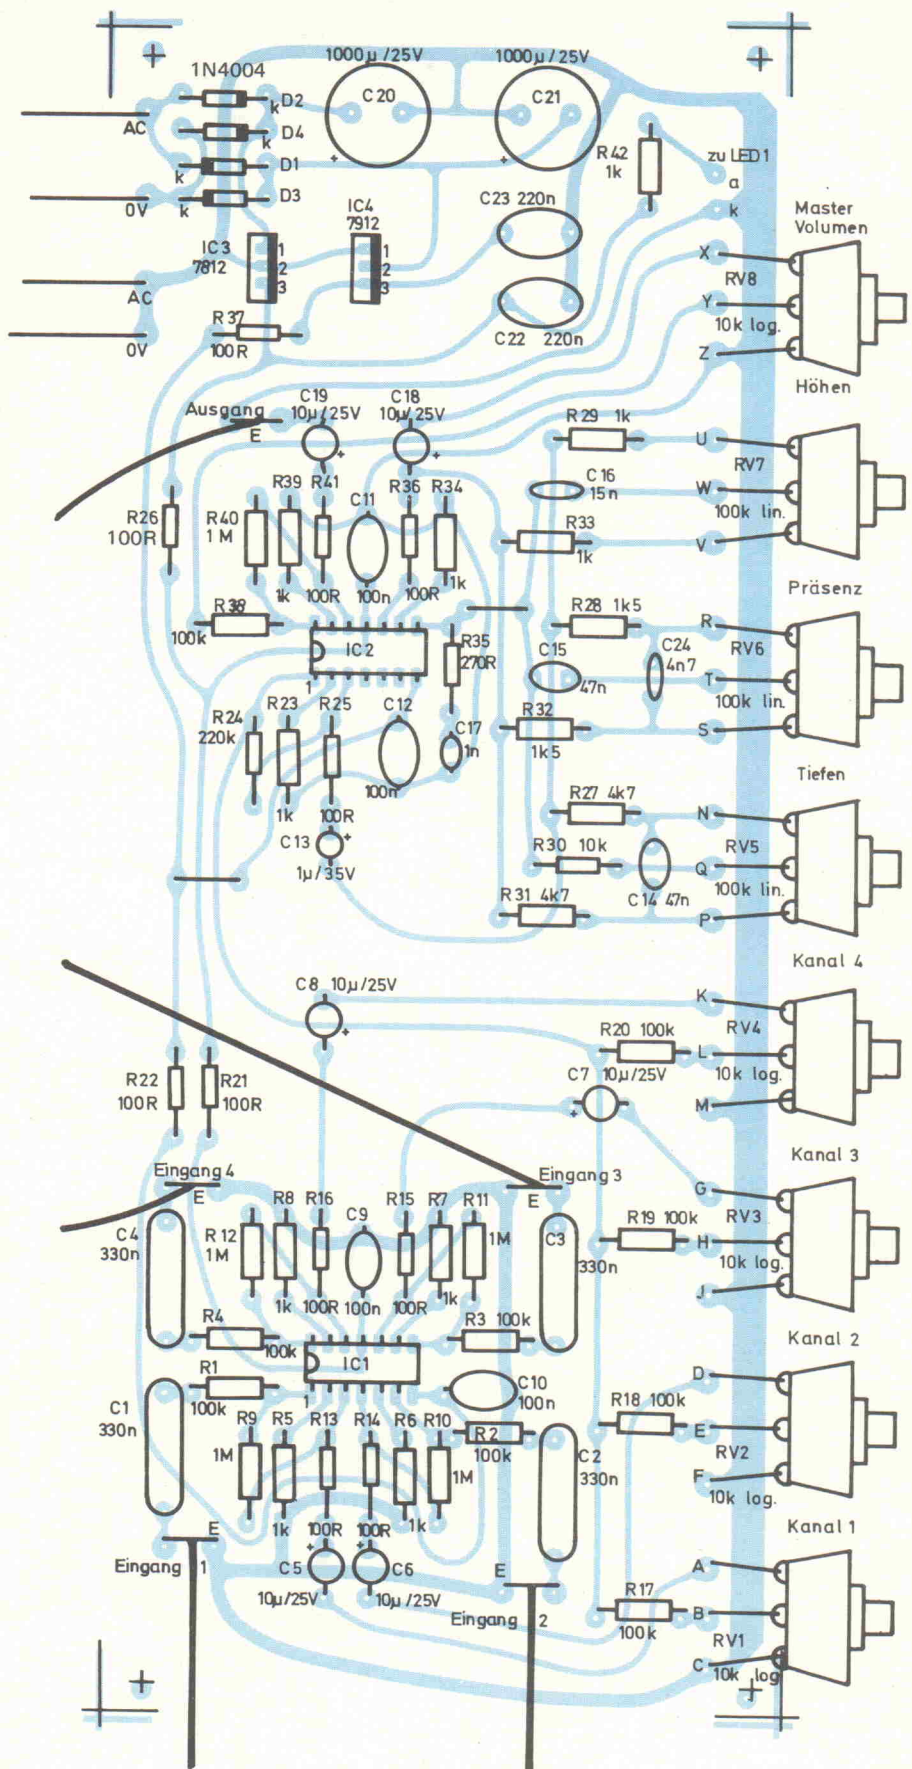 1000µ/25V
1000µ/25V
1N4004
C20
C21
k
D2
AC
k
D4
k
D1
k
D3
0V
R42
1k
zu LED1
a
k
IC4
7912
C23 220n
IC3
7812
1
2
3
1
2
3
Master
Volumen
X
RV8
Y
10k log.
Z
AC
0V
R37
100R
C22 220n
Höhen
Ausgang
E
C19
10µ/25V
C18
10µ/25V
R29 1k
U
RV7
C16
15n
W
100k lin.
R33
1k
V
R26
100R
R40
1M
R39
R41
C11
R36
R34
1k
100R
100n
100R
1k
Präsenz
R38
100k
IC2
1
R35
270R
R28 1k5
R
RV6
C15
47n
C24
4n7
T
100k lin.
R32
1k5
S
R24
220k
R23
R25
C12
C17
1n
1k
100R
100n
Tiefen
R27 4k7
N
C13
1µ/35V
R30 10k
RV5
Q
100k lin.
R31 4k7
C14 47n
P
Kanal 4
C8 10µ/25V
K
R20 100k
RV4
L
10k log.
C7 10µ/25V
M
R22
100R
R21
100R
Kanal 3
Eingang 4
E
Eingang 3
E
G
RV3
R19 100k
H
10k log.
J
C4
330n
R12
1M
R8
R16
C9
R15
R7
R11
1M
C3
330n
1k
100R
100n
100R
1k
R4
100k
R3 100k
Kanal 2
IC1
1
R1
100k
C10
100n
D
C1
330n
R18 100k
E
RV2
R9
1M
R5
R13
R14
R6
R10
1M
R2
100k
C2
330n
F
10k log.
1k
100R
100R
1k
Kanal 1
E
Eingang 1
C5
C6
10µ/25V
10µ/25V
E
Eingang 2
A
R17
100k
B
RV1
C
10k log